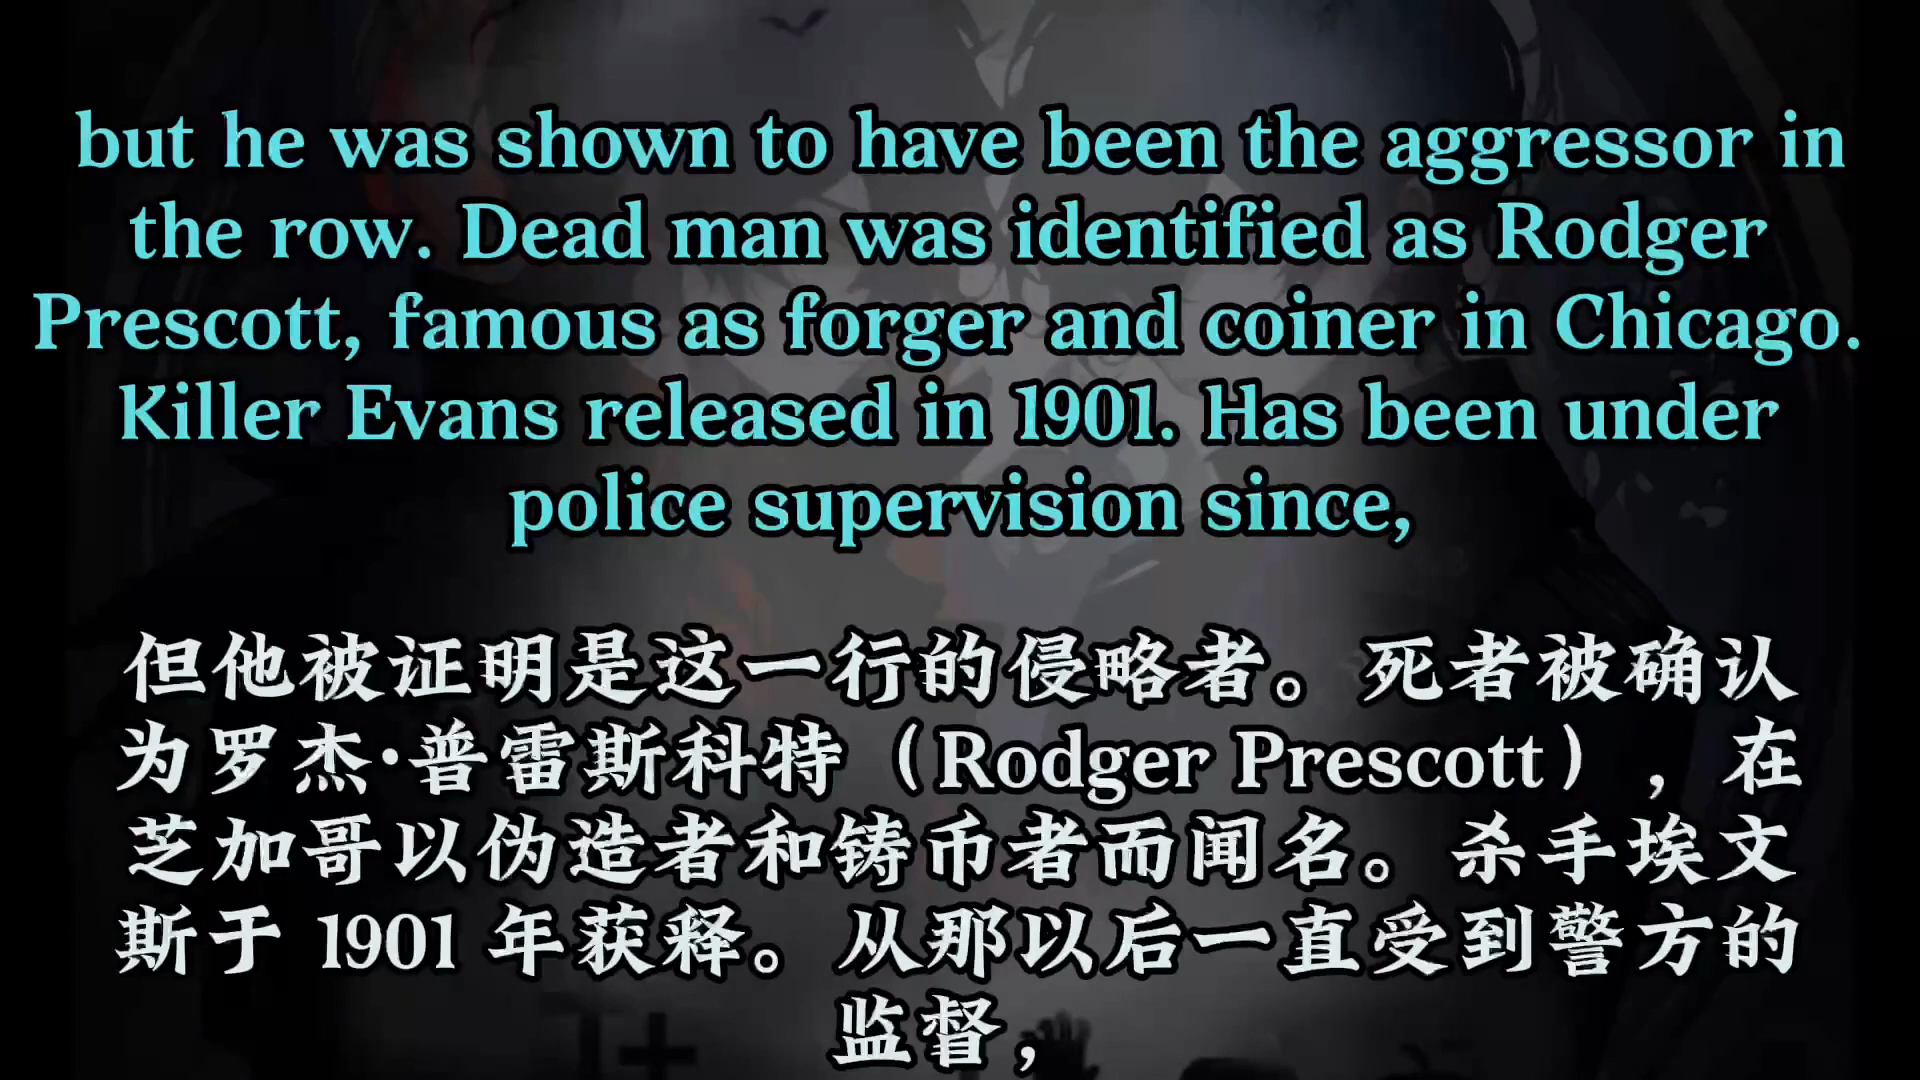 but he was shown to have been the aggressor in
the row. Dead man was identified as Rodger
Prescott, famous as forger and coiner in Chicago.
Killer Evans released in 1901. Has been under
police supervision since,
但他被证明是这一行的侵略者。死者被确认
为罗杰·普雷斯科特（Rodger Prescott），在
芝加哥以伪造者和铸币者而闻名。杀手埃文
斯于 1901 年获释。从那以后一直受到警方的
监督，